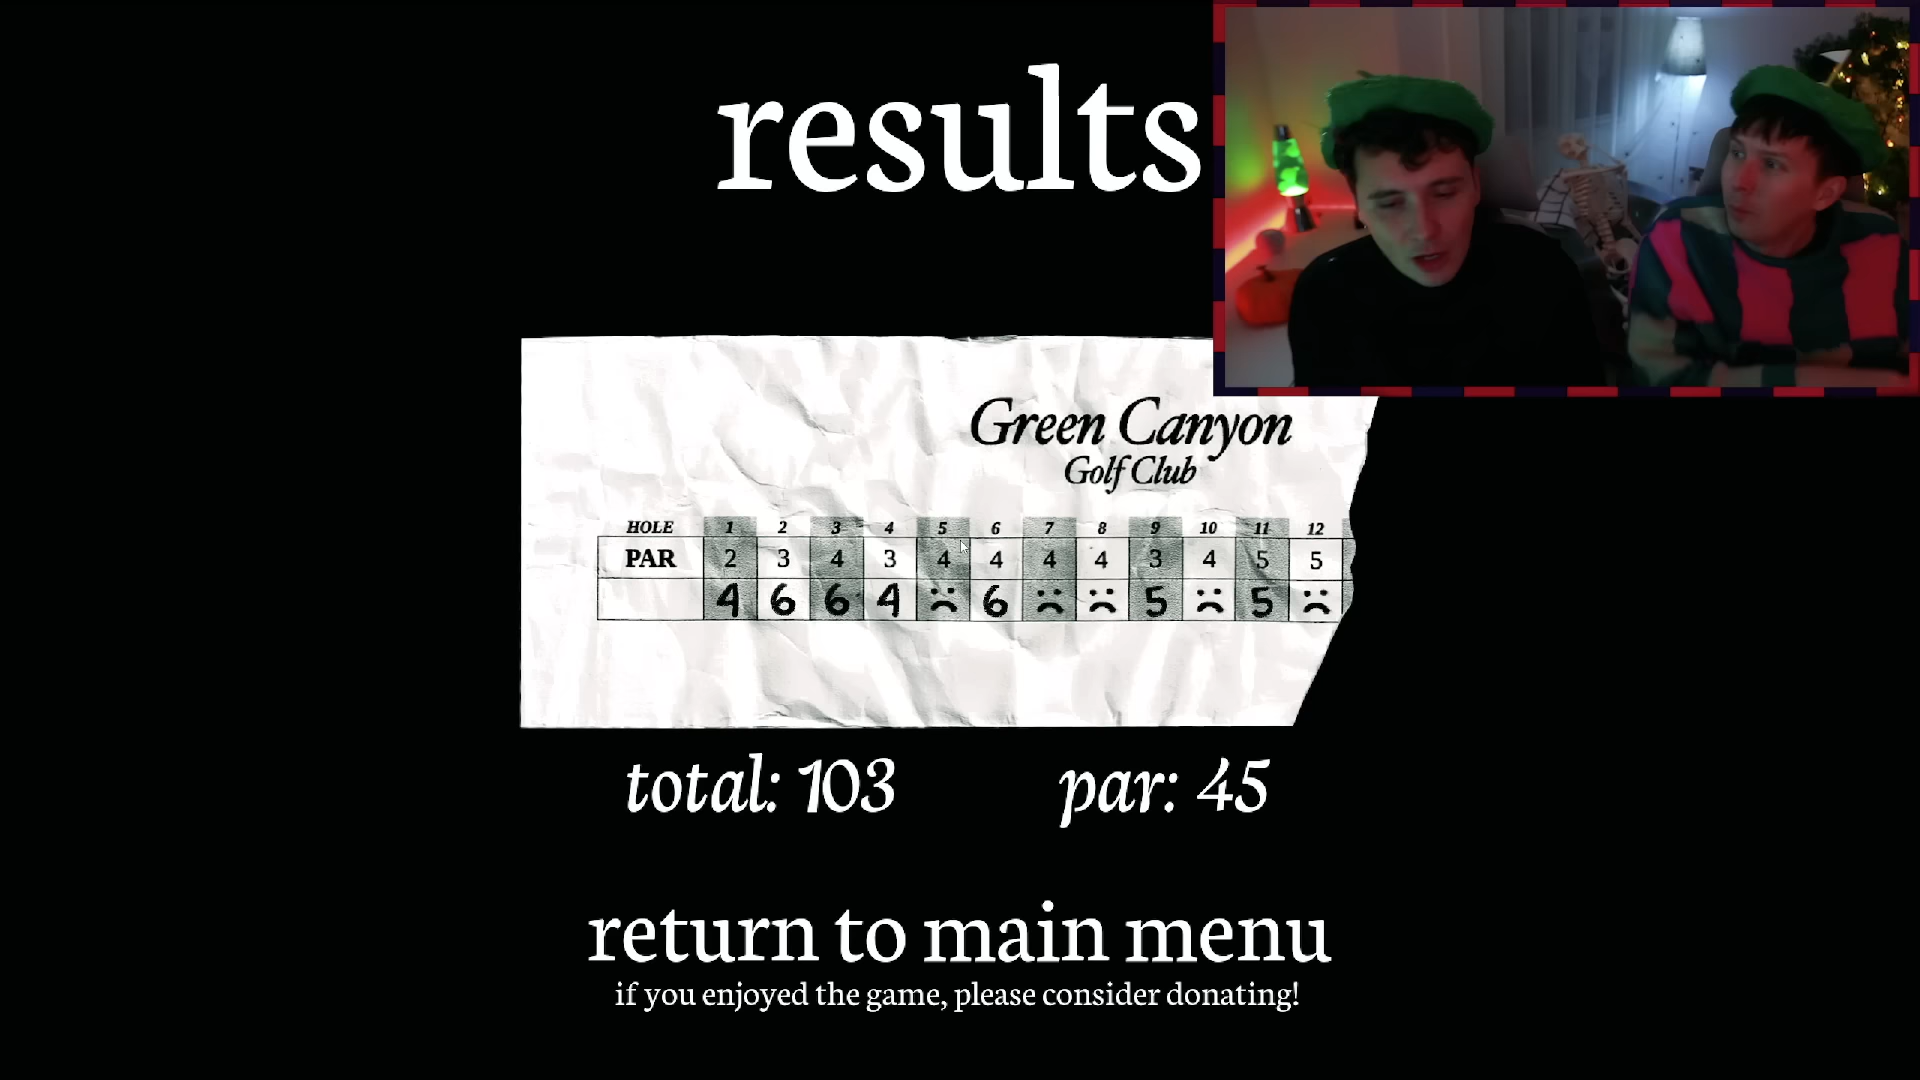 results
Green Canyon
Golf Club
HOLE 1 2 3 4 5 6 7 8 9 10 11 12
PAR 2 3 4 3 4 4 4 4 3 4 5 5
4 6 6 4 :( 6 :( :( 5 :( 5 :(
total: 103 par: 45
return to main menu
if you enjoyed the game, please consider donating!